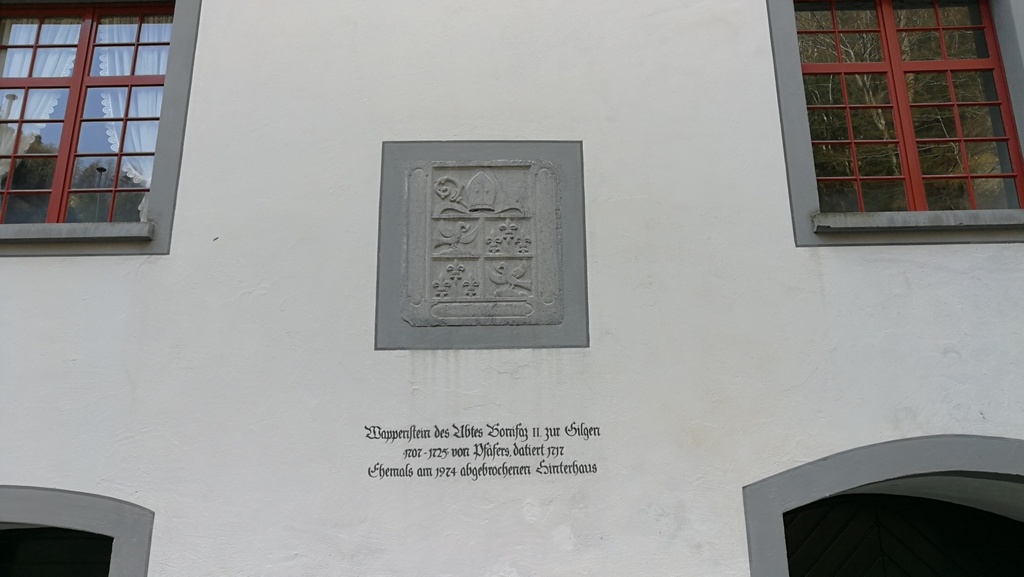 Wappenstein des Abtes Bonifaz II. zur Gilgen
1707-1725 von Pfäfers, datiert 1717
Ehemals am 1974 abgebrochenen Hinterhaus